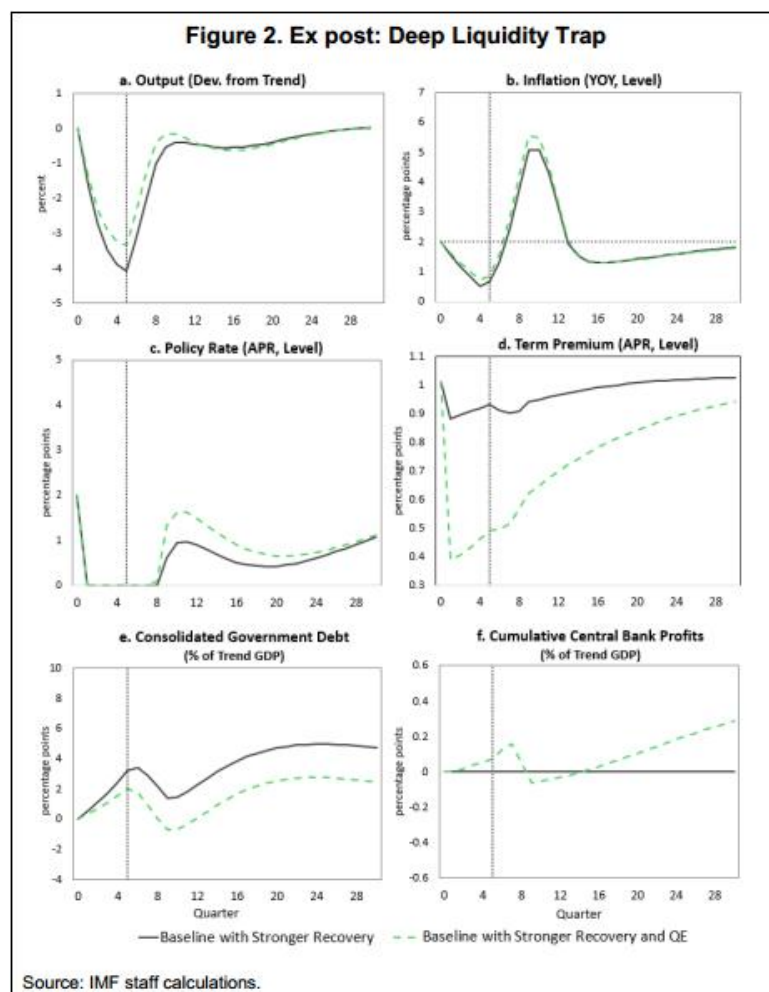 Figure 2. Ex post: Deep Liquidity Trap
a. Output (Dev. from Trend)
percent
1
0
-1
-2
-3
-4
-5
0 4 8 12 16 20 24 28
b. Inflation (YOY, Level)
percentage points
7
6
5
4
3
2
1
0
0 4 8 12 16 20 24 28
c. Policy Rate (APR, Level)
percentage points
5
4
3
2
1
0
0 4 8 12 16 20 24 28
d. Term Premium (APR, Level)
percentage points
1.1
1
0.9
0.8
0.7
0.6
0.5
0.4
0.3
0 4 8 12 16 20 24 28
e. Consolidated Government Debt
(% of Trend GDP)
percentage points
10
8
6
4
2
0
-2
-4
0 4 8 12 16 20 24 28
Quarter
f. Cumulative Central Bank Profits
(% of Trend GDP)
percentage points
0.6
0.4
0.2
0
-0.2
-0.4
-0.6
0 4 8 12 16 20 24 28
Quarter
Baseline with Stronger Recovery
Baseline with Stronger Recovery and QE
Source: IMF staff calculations.